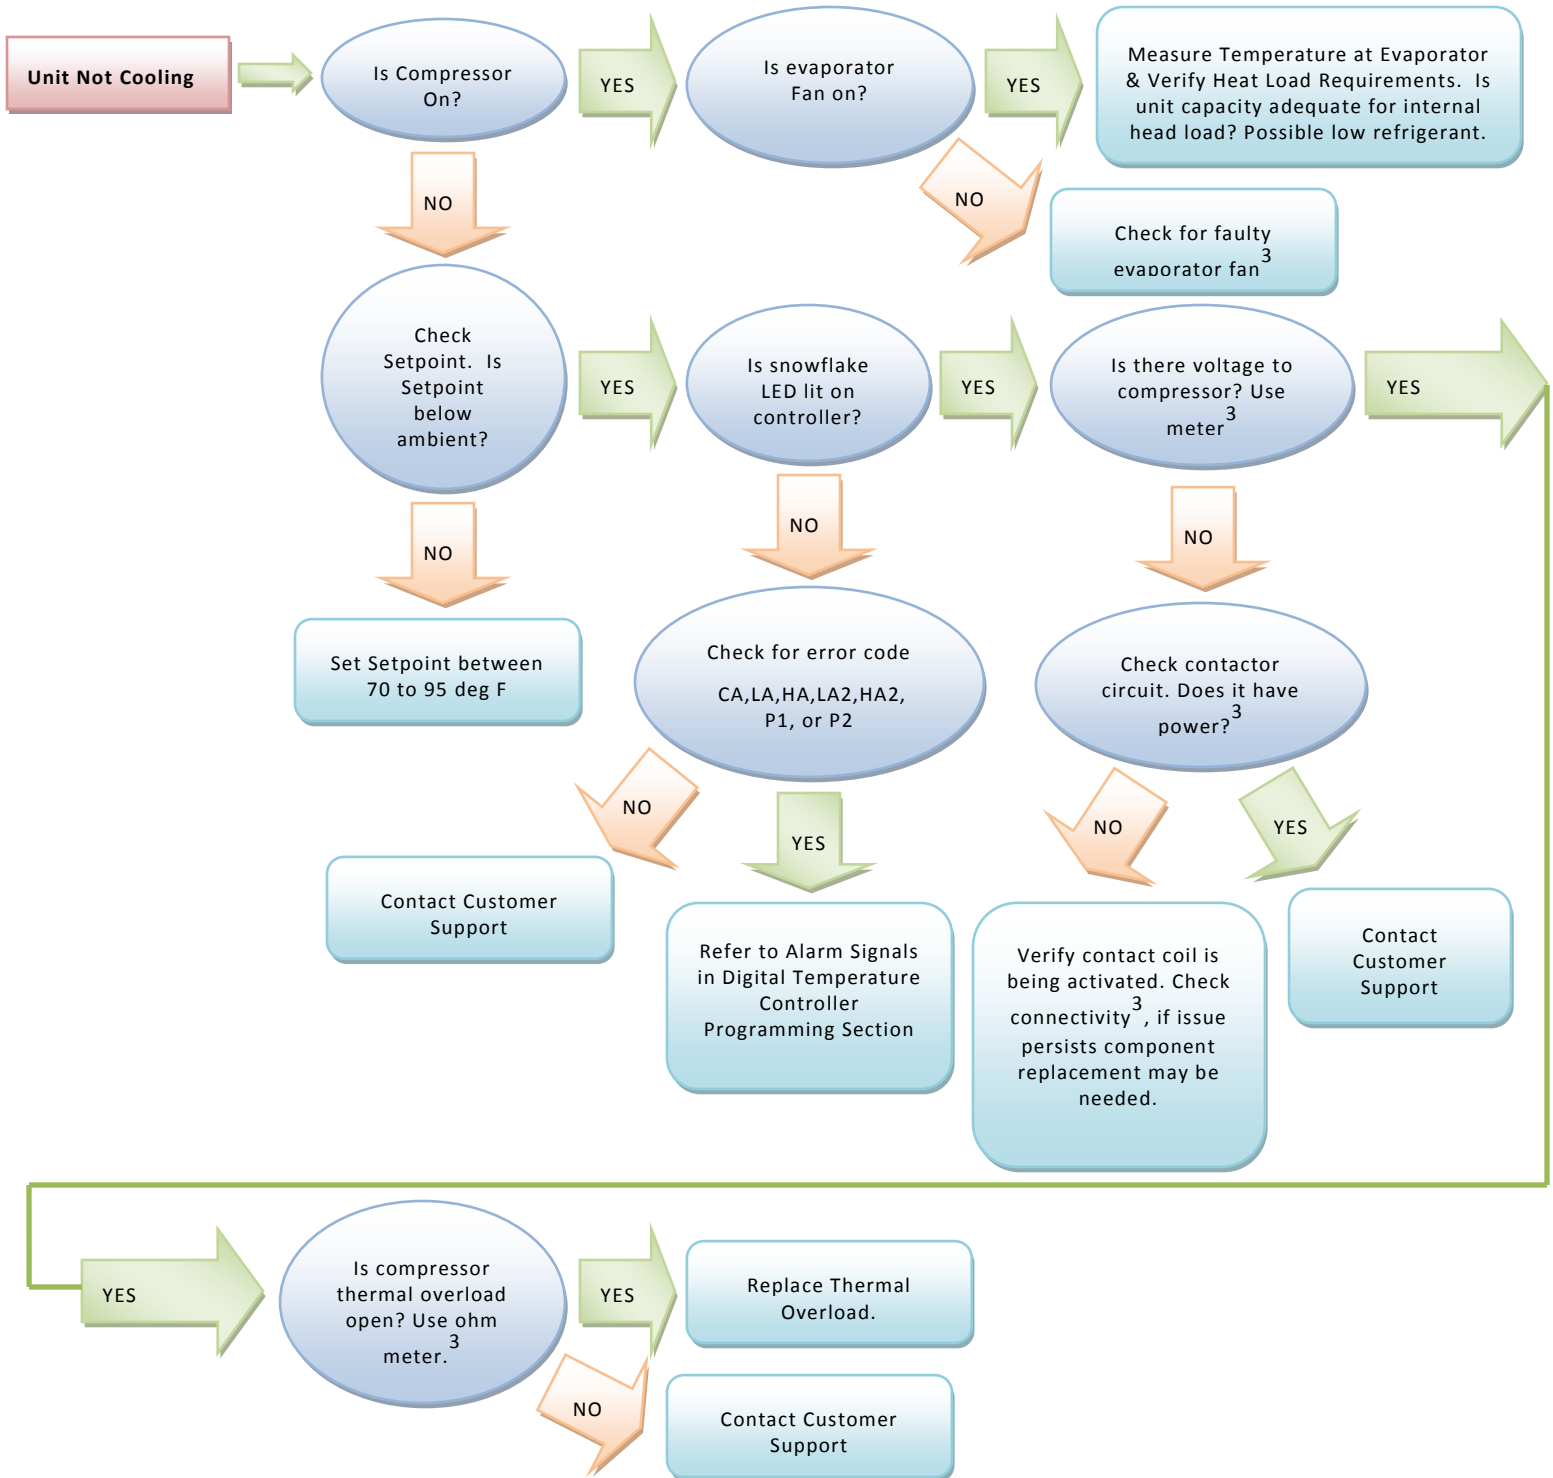 Unit Not Cooling
Is Compressor
On?
YES
Is evaporator
Fan on?
YES
Measure Temperature at Evaporator
& Verify Heat Load Requirements. Is
unit capacity adequate for internal
head load? Possible low refrigerant.
NO
NO
Check for faulty
evaporator fan3
Check
Setpoint. Is
Setpoint
below
ambient?
YES
Is snowflake
LED lit on
controller?
YES
Is there voltage to
compressor? Use
meter3
YES
NO
NO
NO
Set Setpoint between
70 to 95 deg F
Check for error code
CA,LA,HA,LA2,HA2,
P1, or P2
Check contactor
circuit. Does it have
power?3
NO
YES
NO
YES
Contact Customer
Support
Refer to Alarm Signals
in Digital Temperature
Controller
Programming Section
Verify contact coil is
being activated. Check
connectivity3, if issue
persists component
replacement may be
needed.
Contact
Customer
Support
YES
Is compressor
thermal overload
open? Use ohm
meter.3
YES
Replace Thermal
Overload.
NO
Contact Customer
Support